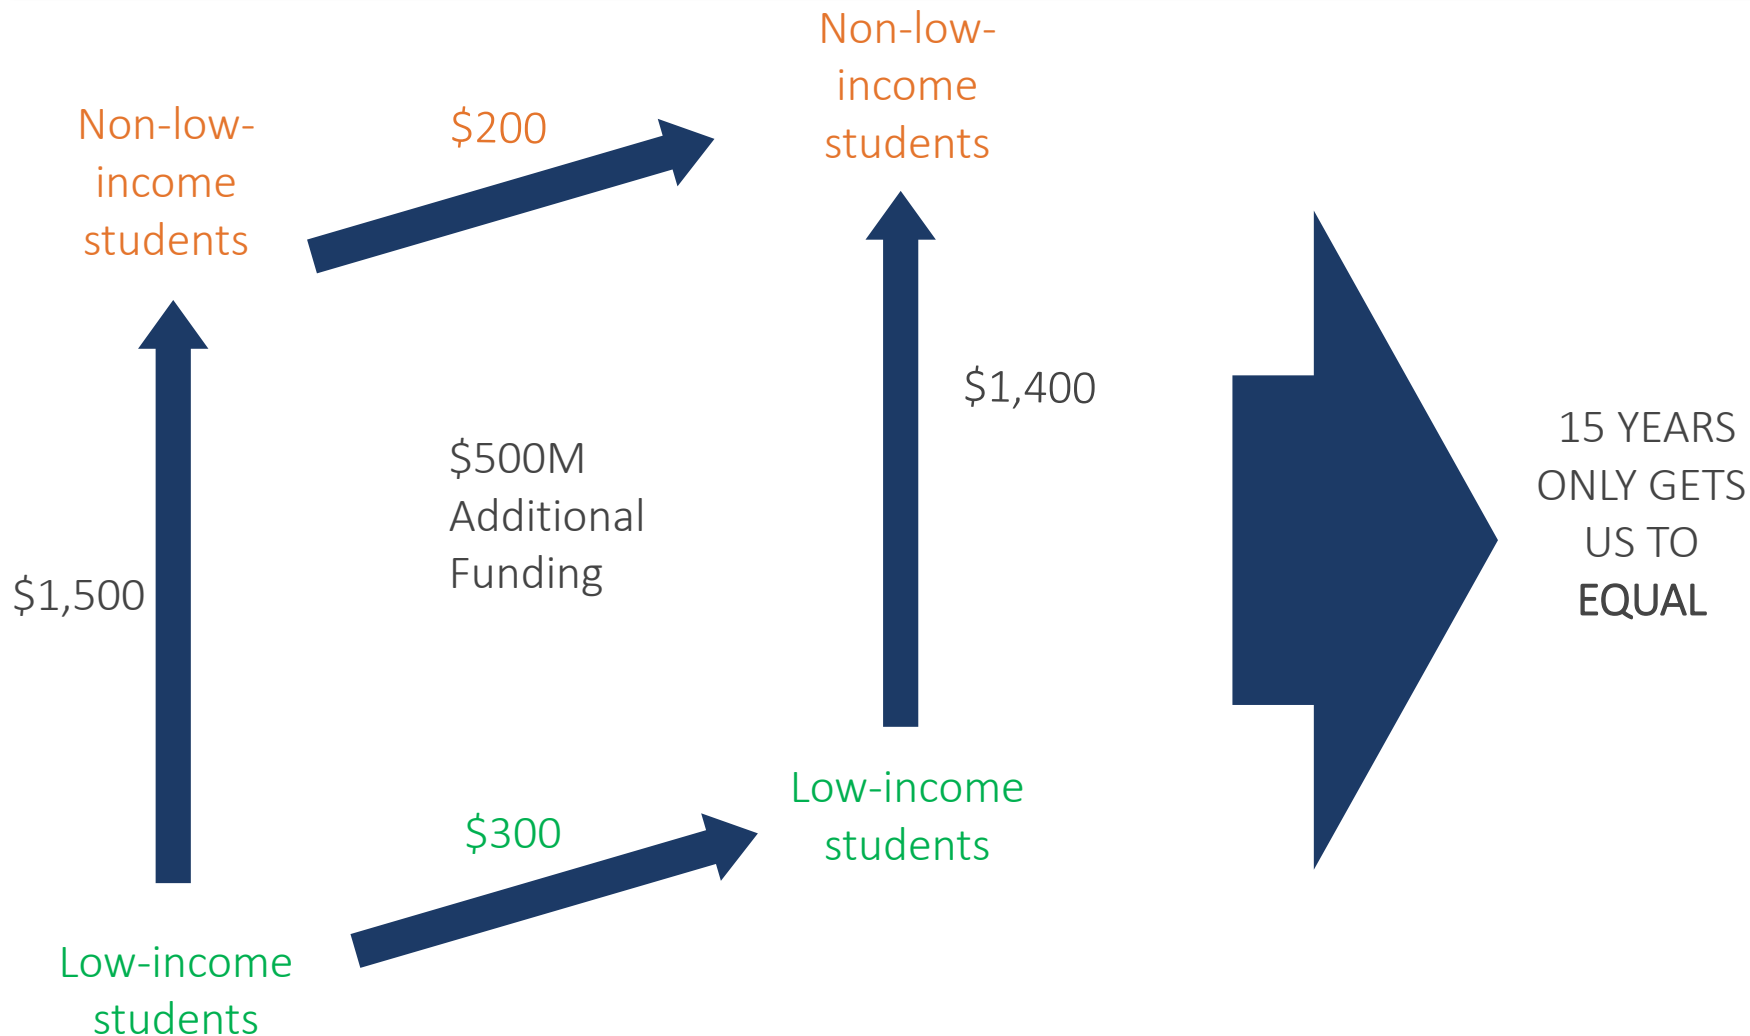 Non-low-
income
students
$200
Non-low-
income
students
$1,500
$500M
Additional
Funding
$1,400
15 YEARS
ONLY GETS
US TO
EQUAL
Low-income
students
$300
Low-income
students